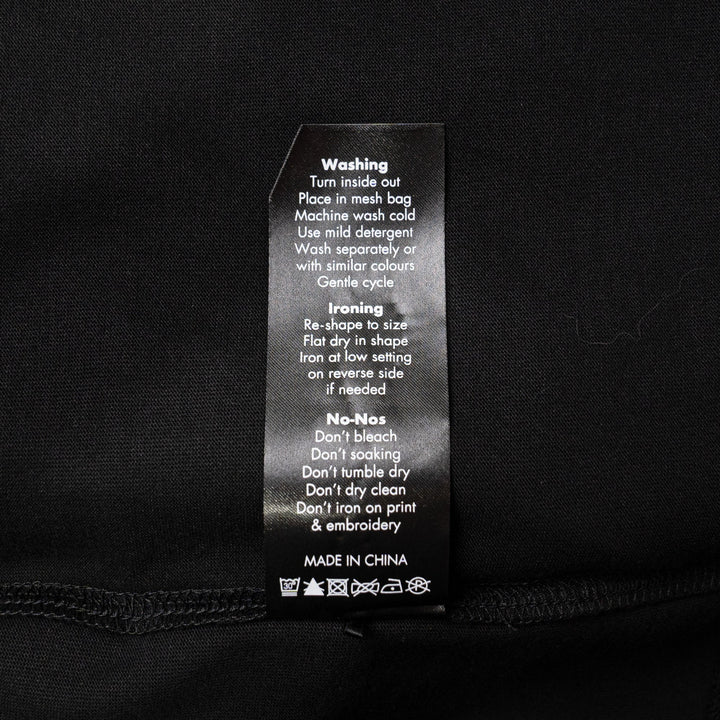 Washing
Turn inside out
Place in mesh bag
Machine wash cold
Use mild detergent
Wash separately or
with similar colours
Gentle cycle
Ironing
Re-shape to size
Flat dry in shape
Iron at low setting
on reverse side
if needed
No-Nos
Don't bleach
Don't soaking
Don't tumble dry
Don't dry clean
Don't iron on print
& embroidery
MADE IN CHINA
30° P